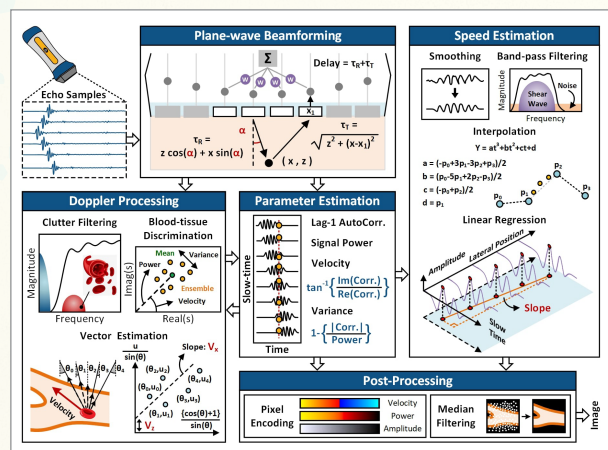 Plane-wave Beamforming
Echo Samples
Σ
W W W W
Delay = τR+τT
x₁
τR =
z cos(α) + x sin(α)
α
(x , z)
τT =
√z² + (x-x₁)²
Speed Estimation
Smoothing
Band-pass Filtering
Magnitude
Shear
Wave
Noise
Frequency
Interpolation
Y = at³+bt²+ct+d
a = (-p₀+3p₁-3p₂+p₃)/2
b = (p₀-5p₁+2p₂-p₃)/2
c = (-p₀+p₂)/2
d = p₁
p₀
p₁
p₂
p₃
Linear Regression
Amplitude
Lateral Position
Slope
Slow
Time
Doppler Processing
Clutter Filtering
Magnitude
Frequency
Blood-tissue
Discrimination
Imag(s)
Mean
Power
Variance
Ensemble
Velocity
Real(s)
Vector Estimation
θ₀ θ₁ θ₂ θ₃ θ₄
Velocity
u
sin(θ)
Slope: Vx
(θ₂,u₂)
(θ₄,u₄)
(θ₀,u₀)
(θ₃,u₃)
(θ₁,u₁)
Vz
{cos(θ)+1}
sin(θ)
Parameter Estimation
Slow-time
Time
Lag-1 AutoCorr.
Signal Power
Velocity
tan⁻¹{Im(Corr.)
Re(Corr.)}
Variance
1-{|Corr.|
Power}
Post-Processing
Pixel
Encoding
Velocity
Power
Amplitude
Median
Filtering
Image